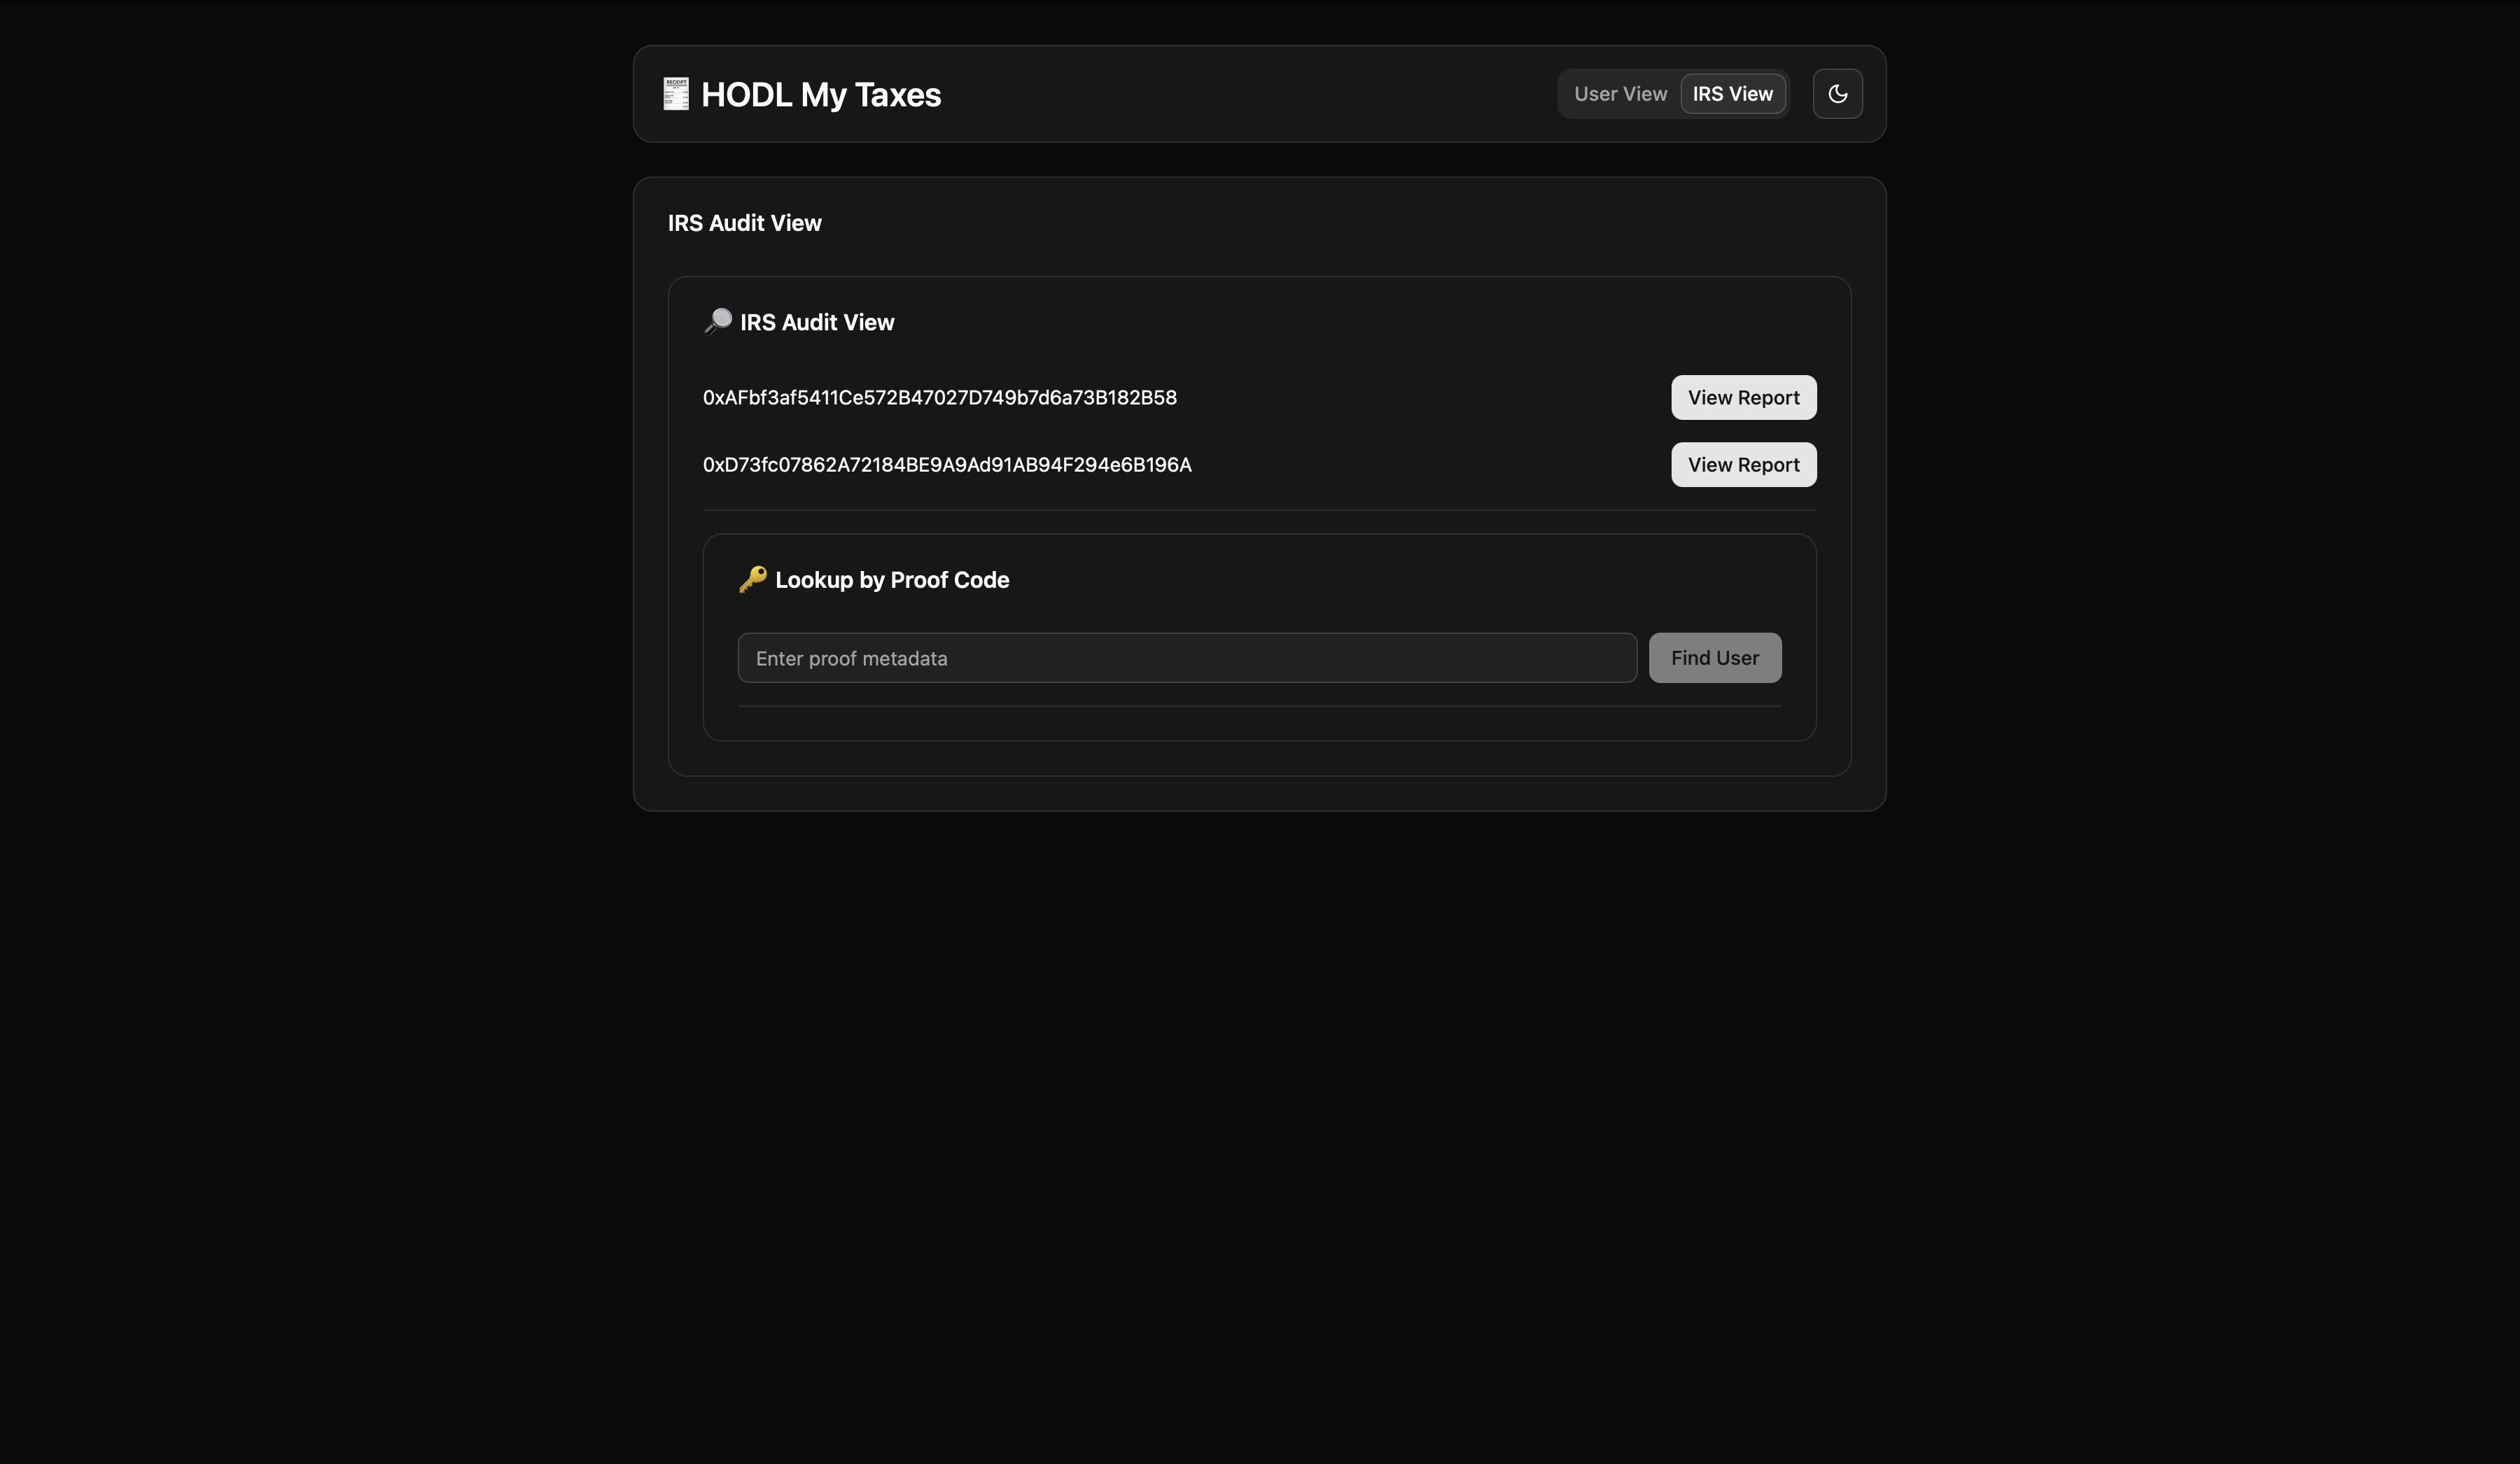 HODL My Taxes
User View
IRS View
IRS Audit View
IRS Audit View
0xAFbf3af5411Ce572B47027D749b7d6a73B182B58
View Report
0xD73fc07862A72184BE9A9Ad91AB94F294e6B196A
View Report
Lookup by Proof Code
Enter proof metadata
Find User